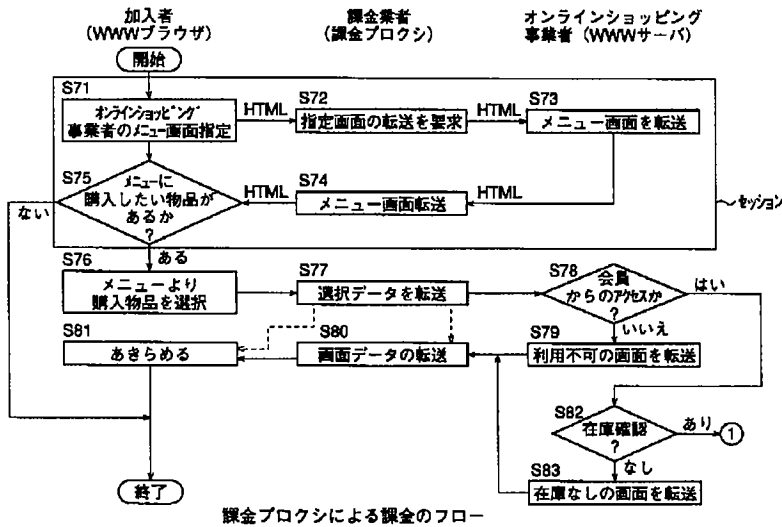 加入者
(WWWブラウザ)
課金業者
(課金プロクシ)
オンラインショッピング
事業者 (WWWサーバ)
開始
S71
オンラインショッピング
事業者のメニュー画面指定
HTML
S72
指定画面の転送を要求
HTML
S73
メニュー画面を転送
S75
メニューに
購入したい物品が
あるか
?
ない
HTML
S74
メニュー画面転送
HTML
セッション
ある
S76
メニューより
購入物品を選択
S77
選択データを転送
S78
会員
からのアクセスか
?
はい
いいえ
S81
あきらめる
S80
画面データの転送
S79
利用不可の画面を転送
S82
在庫確認
?
あり
1
なし
S83
在庫なしの画面を転送
終了
課金プロクシによる課金のフロー